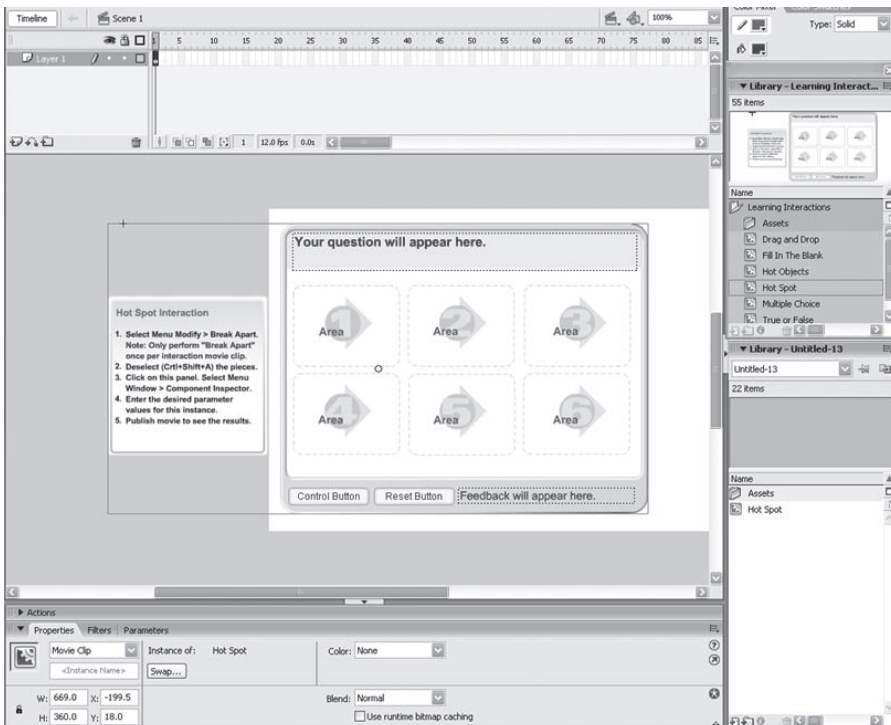 Timeline
Scene 1
100%
Type: Solid
1 5 10 15 20 25 30 35 40 45 50 55 60 65 70 75 80 85
Layer 1
1 12.0 fps 0.0s
Library - Learning Interact...
55 items
Name
Learning Interactions
Assets
Drag and Drop
Fill In The Blank
Hot Objects
Hot Spot
Multiple Choice
True or False
Library - Untitled-13
Untitled-13
22 items
Name
Assets
Hot Spot
Hot Spot Interaction
1. Select Menu Modify > Break Apart.
Note: Only perform "Break Apart"
once per interaction movie clip.
2. Deselect (Crtl+Shift+A) the pieces.
3. Click on this panel. Select Menu
Window > Component Inspector.
4. Enter the desired parameter
values for this instance.
5. Publish movie to see the results.
Your question will appear here.
1 Area
2 Area
3 Area
4 Area
5 Area
6 Area
Control Button
Reset Button
Feedback will appear here.
Actions
Properties Filters Parameters
Movie Clip
Instance of: Hot Spot
Color: None
<Instance Name>
Swap...
W: 669.0 X: -199.5
Blend: Normal
H: 360.0 Y: 18.0
Use runtime bitmap caching